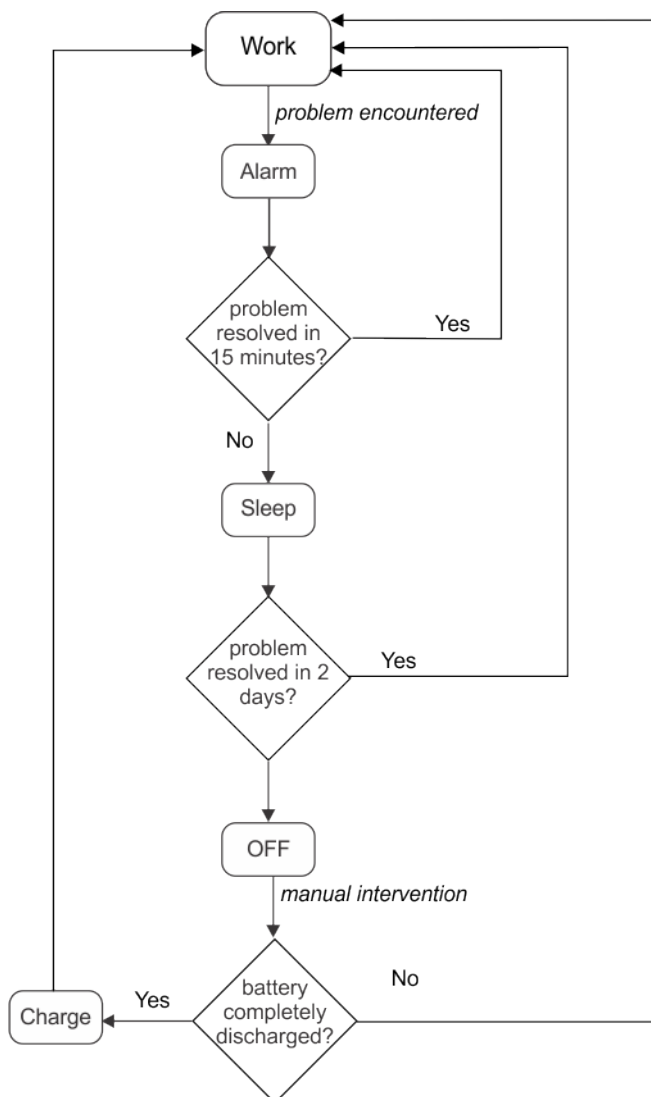 Work
problem encountered
Alarm
problem
resolved in
15 minutes?
Yes
No
Sleep
problem
resolved in 2
days?
Yes
OFF
manual intervention
battery
completely
discharged?
No
Yes
Charge